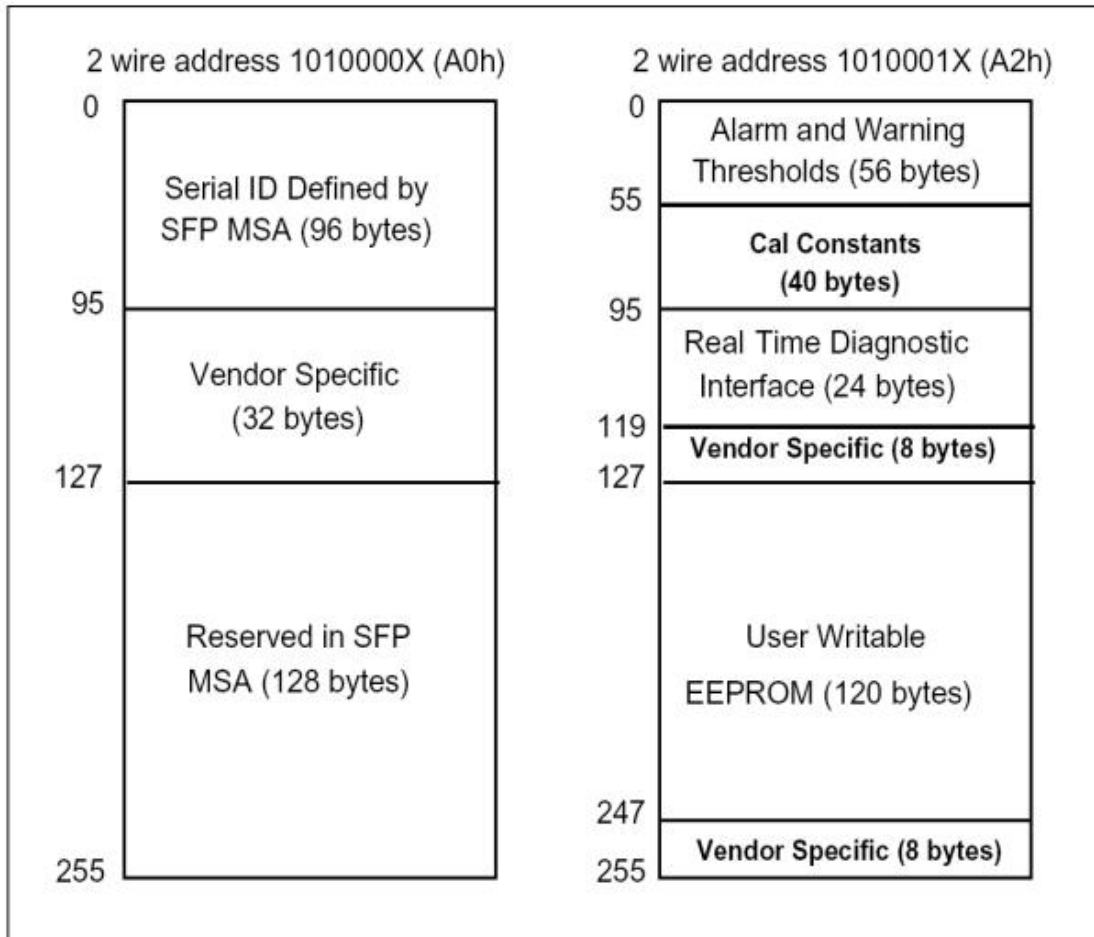 2 wire address 1010000X (A0h)
0
Serial ID Defined by
SFP MSA (96 bytes)
95
Vendor Specific
(32 bytes)
127
Reserved in SFP
MSA (128 bytes)
255
2 wire address 1010001X (A2h)
0
Alarm and Warning
Thresholds (56 bytes)
55
Cal Constants
(40 bytes)
95
Real Time Diagnostic
Interface (24 bytes)
119
Vendor Specific (8 bytes)
127
User Writable
EEPROM (120 bytes)
247
Vendor Specific (8 bytes)
255